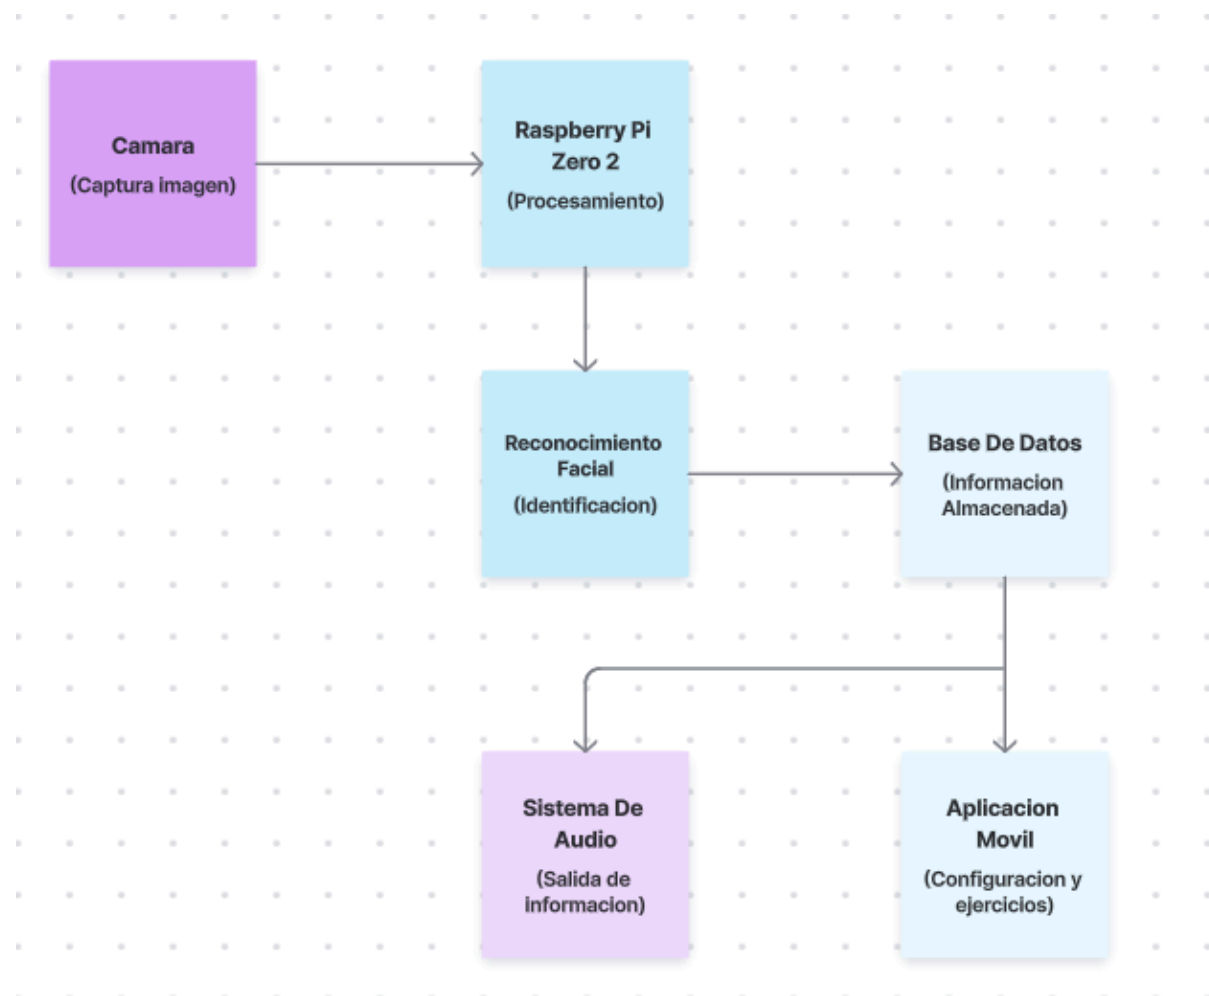 Camara
(Captura imagen)
Raspberry Pi
Zero 2
(Procesamiento)
Reconocimiento
Facial
(Identificacion)
Base De Datos
(Informacion
Almacenada)
Sistema De
Audio
(Salida de
informacion)
Aplicacion
Movil
(Configuracion y
ejercicios)